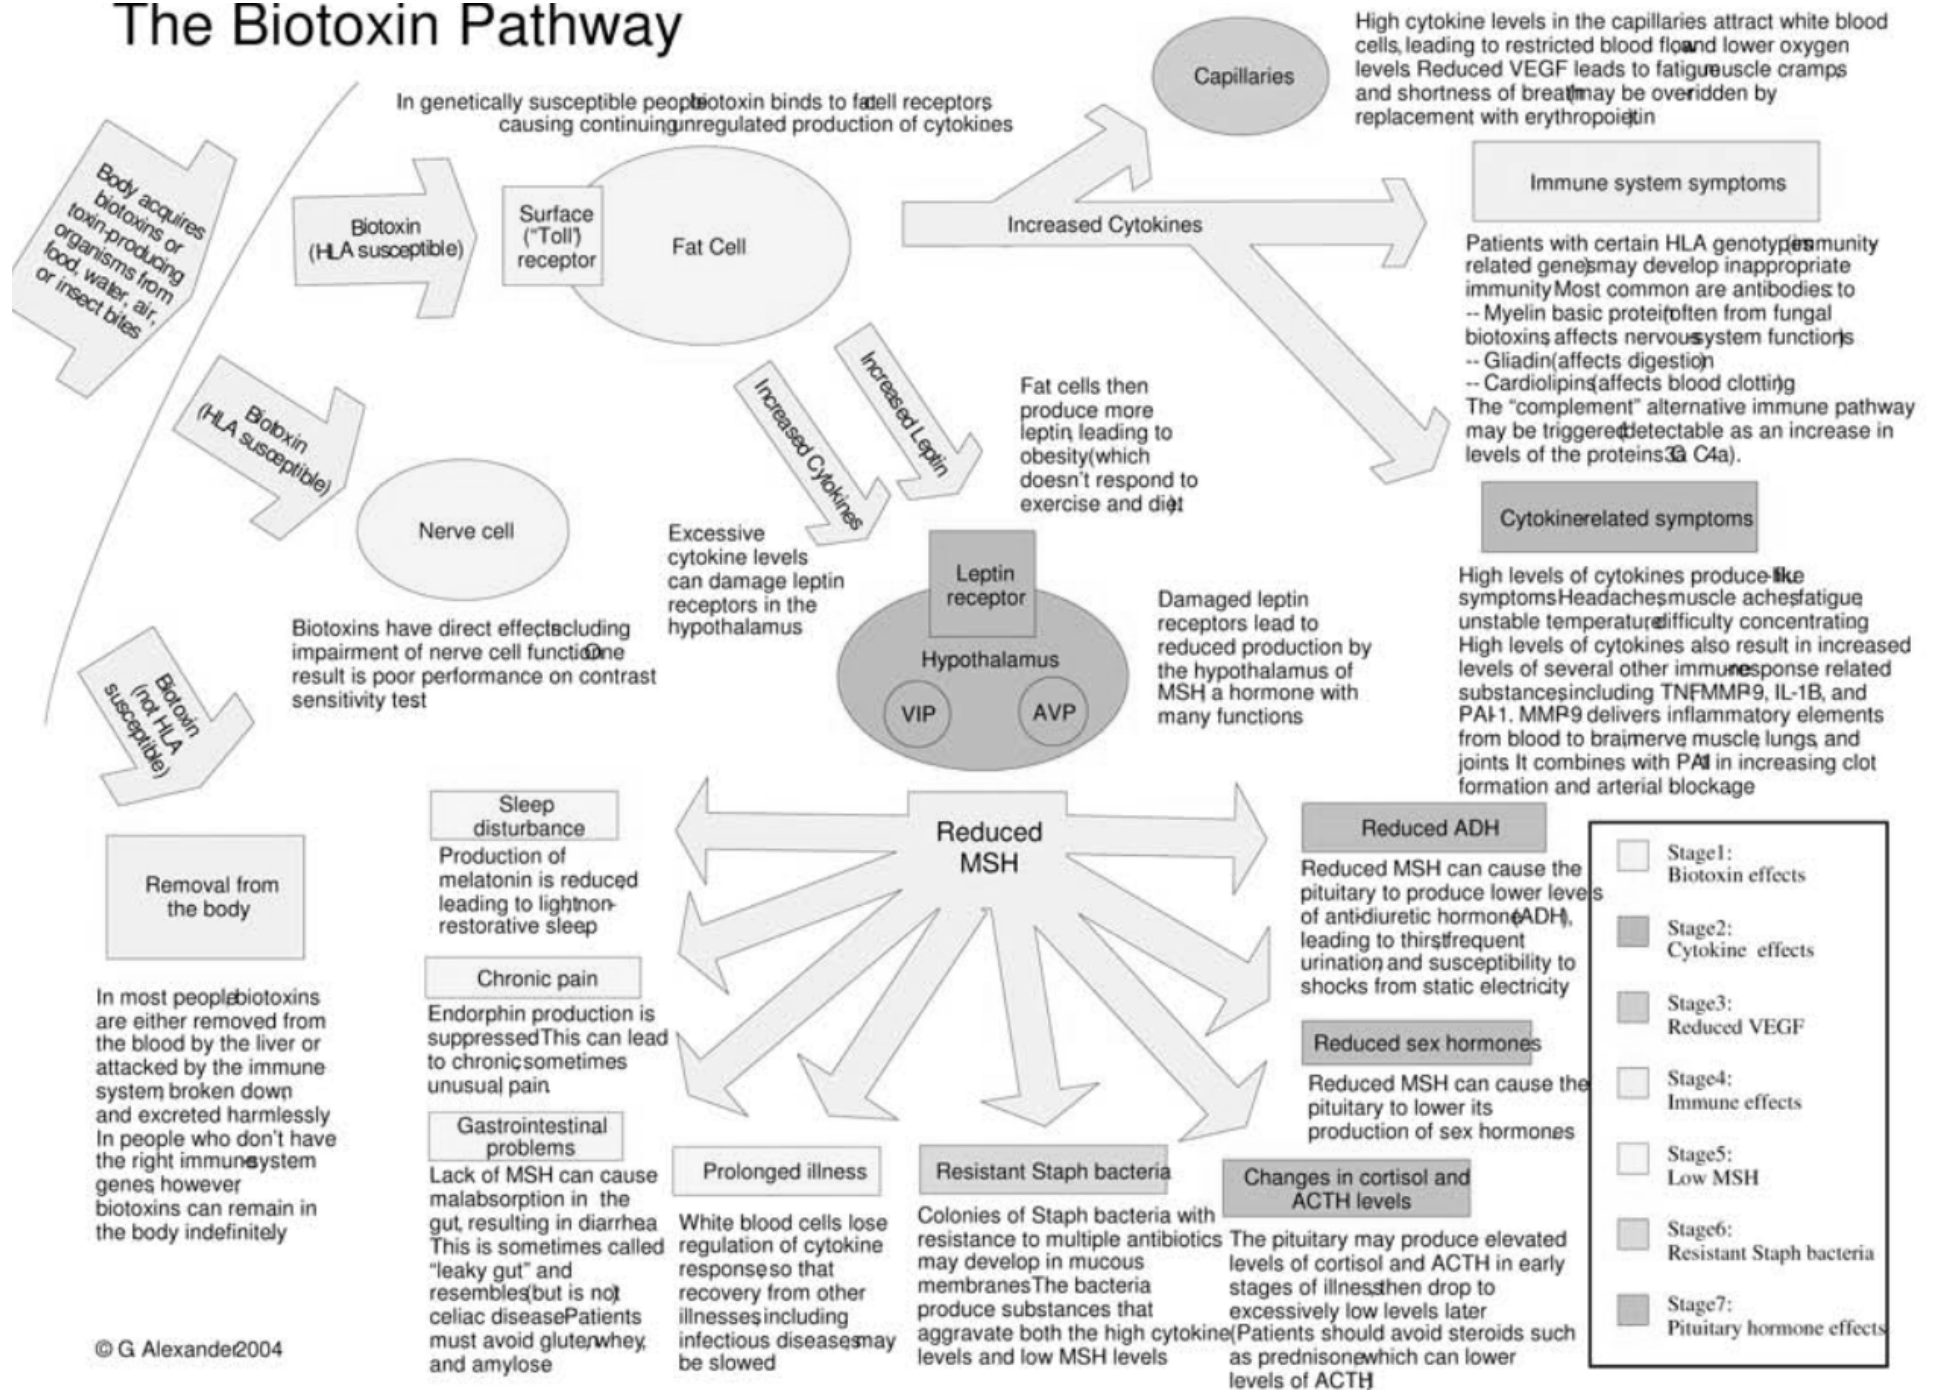 The Biotoxin Pathway
Body acquires
biotoxins or
toxin-producing
organisms from
food, water, air,
or insect bites
In genetically susceptible people biotoxin binds to fat cell receptors
causing continuing unregulated production of cytokines
Biotoxin
(HLA susceptible)
Surface
("Toll")
receptor
Fat Cell
Increased Cytokines
Capillaries
High cytokine levels in the capillaries attract white blood
cells, leading to restricted blood flow and lower oxygen
levels Reduced VEGF leads to fatigue muscle cramps
and shortness of breath (may be overridden by
replacement with erythropoietin)
Immune system symptoms
Patients with certain HLA genotypes (immunity
related genes) may develop inappropriate
immunity Most common are antibodies to:
-- Myelin basic protein (often from fungal
biotoxins, affects nervous-system functions)
-- Gliadin (affects digestion)
-- Cardiolipins (affects blood clotting)
The "complement" alternative immune pathway
may be triggered (detectable as an increase in
levels of the proteins C3a, C4a).
Biotoxin
(HLA susceptible)
Nerve cell
Biotoxins have direct effects including
impairment of nerve cell function One
result is poor performance on contrast
sensitivity test
Increased Cytokines
Increased Leptin
Fat cells then
produce more
leptin, leading to
obesity (which
doesn't respond to
exercise and diet).
Excessive
cytokine levels
can damage leptin
receptors in the
hypothalamus
Leptin
receptor
Hypothalamus
VIP
AVP
Damaged leptin
receptors lead to
reduced production by
the hypothalamus of
MSH, a hormone with
many functions
Cytokine related symptoms
High levels of cytokines produce flu-like
symptoms Headaches, muscle aches, fatigue,
unstable temperature, difficulty concentrating
High levels of cytokines also result in increased
levels of several other immune-response related
substances, including TNF, MMP-9, IL-1B, and
PAI-1. MMP-9 delivers inflammatory elements
from blood to brain, nerve, muscle, lungs, and
joints. It combines with PAI-1 in increasing clot
formation and arterial blockage
Biotoxin
(not HLA
susceptible)
Removal from
the body
In most people, biotoxins
are either removed from
the blood by the liver or
attacked by the immune
system, broken down,
and excreted harmlessly
In people who don't have
the right immune-system
genes, however,
biotoxins can remain in
the body indefinitely
Reduced
MSH
Sleep
disturbance
Production of
melatonin is reduced,
leading to light, non-
restorative sleep
Chronic pain
Endorphin production is
suppressed This can lead
to chronic, sometimes
unusual, pain.
Gastrointestinal
problems
Lack of MSH can cause
malabsorption in the
gut, resulting in diarrhea
This is sometimes called
"leaky gut" and
resembles (but is not)
celiac disease Patients
must avoid gluten, whey,
and amylose
Prolonged illness
White blood cells lose
regulation of cytokine
response, so that
recovery from other
illnesses, including
infectious diseases, may
be slowed
Resistant Staph bacteria
Colonies of Staph bacteria with
resistance to multiple antibiotics
may develop in mucous
membranes The bacteria
produce substances that
aggravate both the high cytokine
levels and low MSH levels
Changes in cortisol and
ACTH levels
The pituitary may produce elevated
levels of cortisol and ACTH in early
stages of illness, then drop to
excessively low levels later
(Patients should avoid steroids such
as prednisone, which can lower
levels of ACTH.)
Reduced ADH
Reduced MSH can cause the
pituitary to produce lower levels
of anti-diuretic hormone (ADH),
leading to thirst, frequent
urination, and susceptibility to
shocks from static electricity
Reduced sex hormones
Reduced MSH can cause the
pituitary to lower its
production of sex hormones
Stage1:
Biotoxin effects
Stage2:
Cytokine effects
Stage3:
Reduced VEGF
Stage4:
Immune effects
Stage5:
Low MSH
Stage6:
Resistant Staph bacteria
Stage7:
Pituitary hormone effects
© G. Alexander 2004